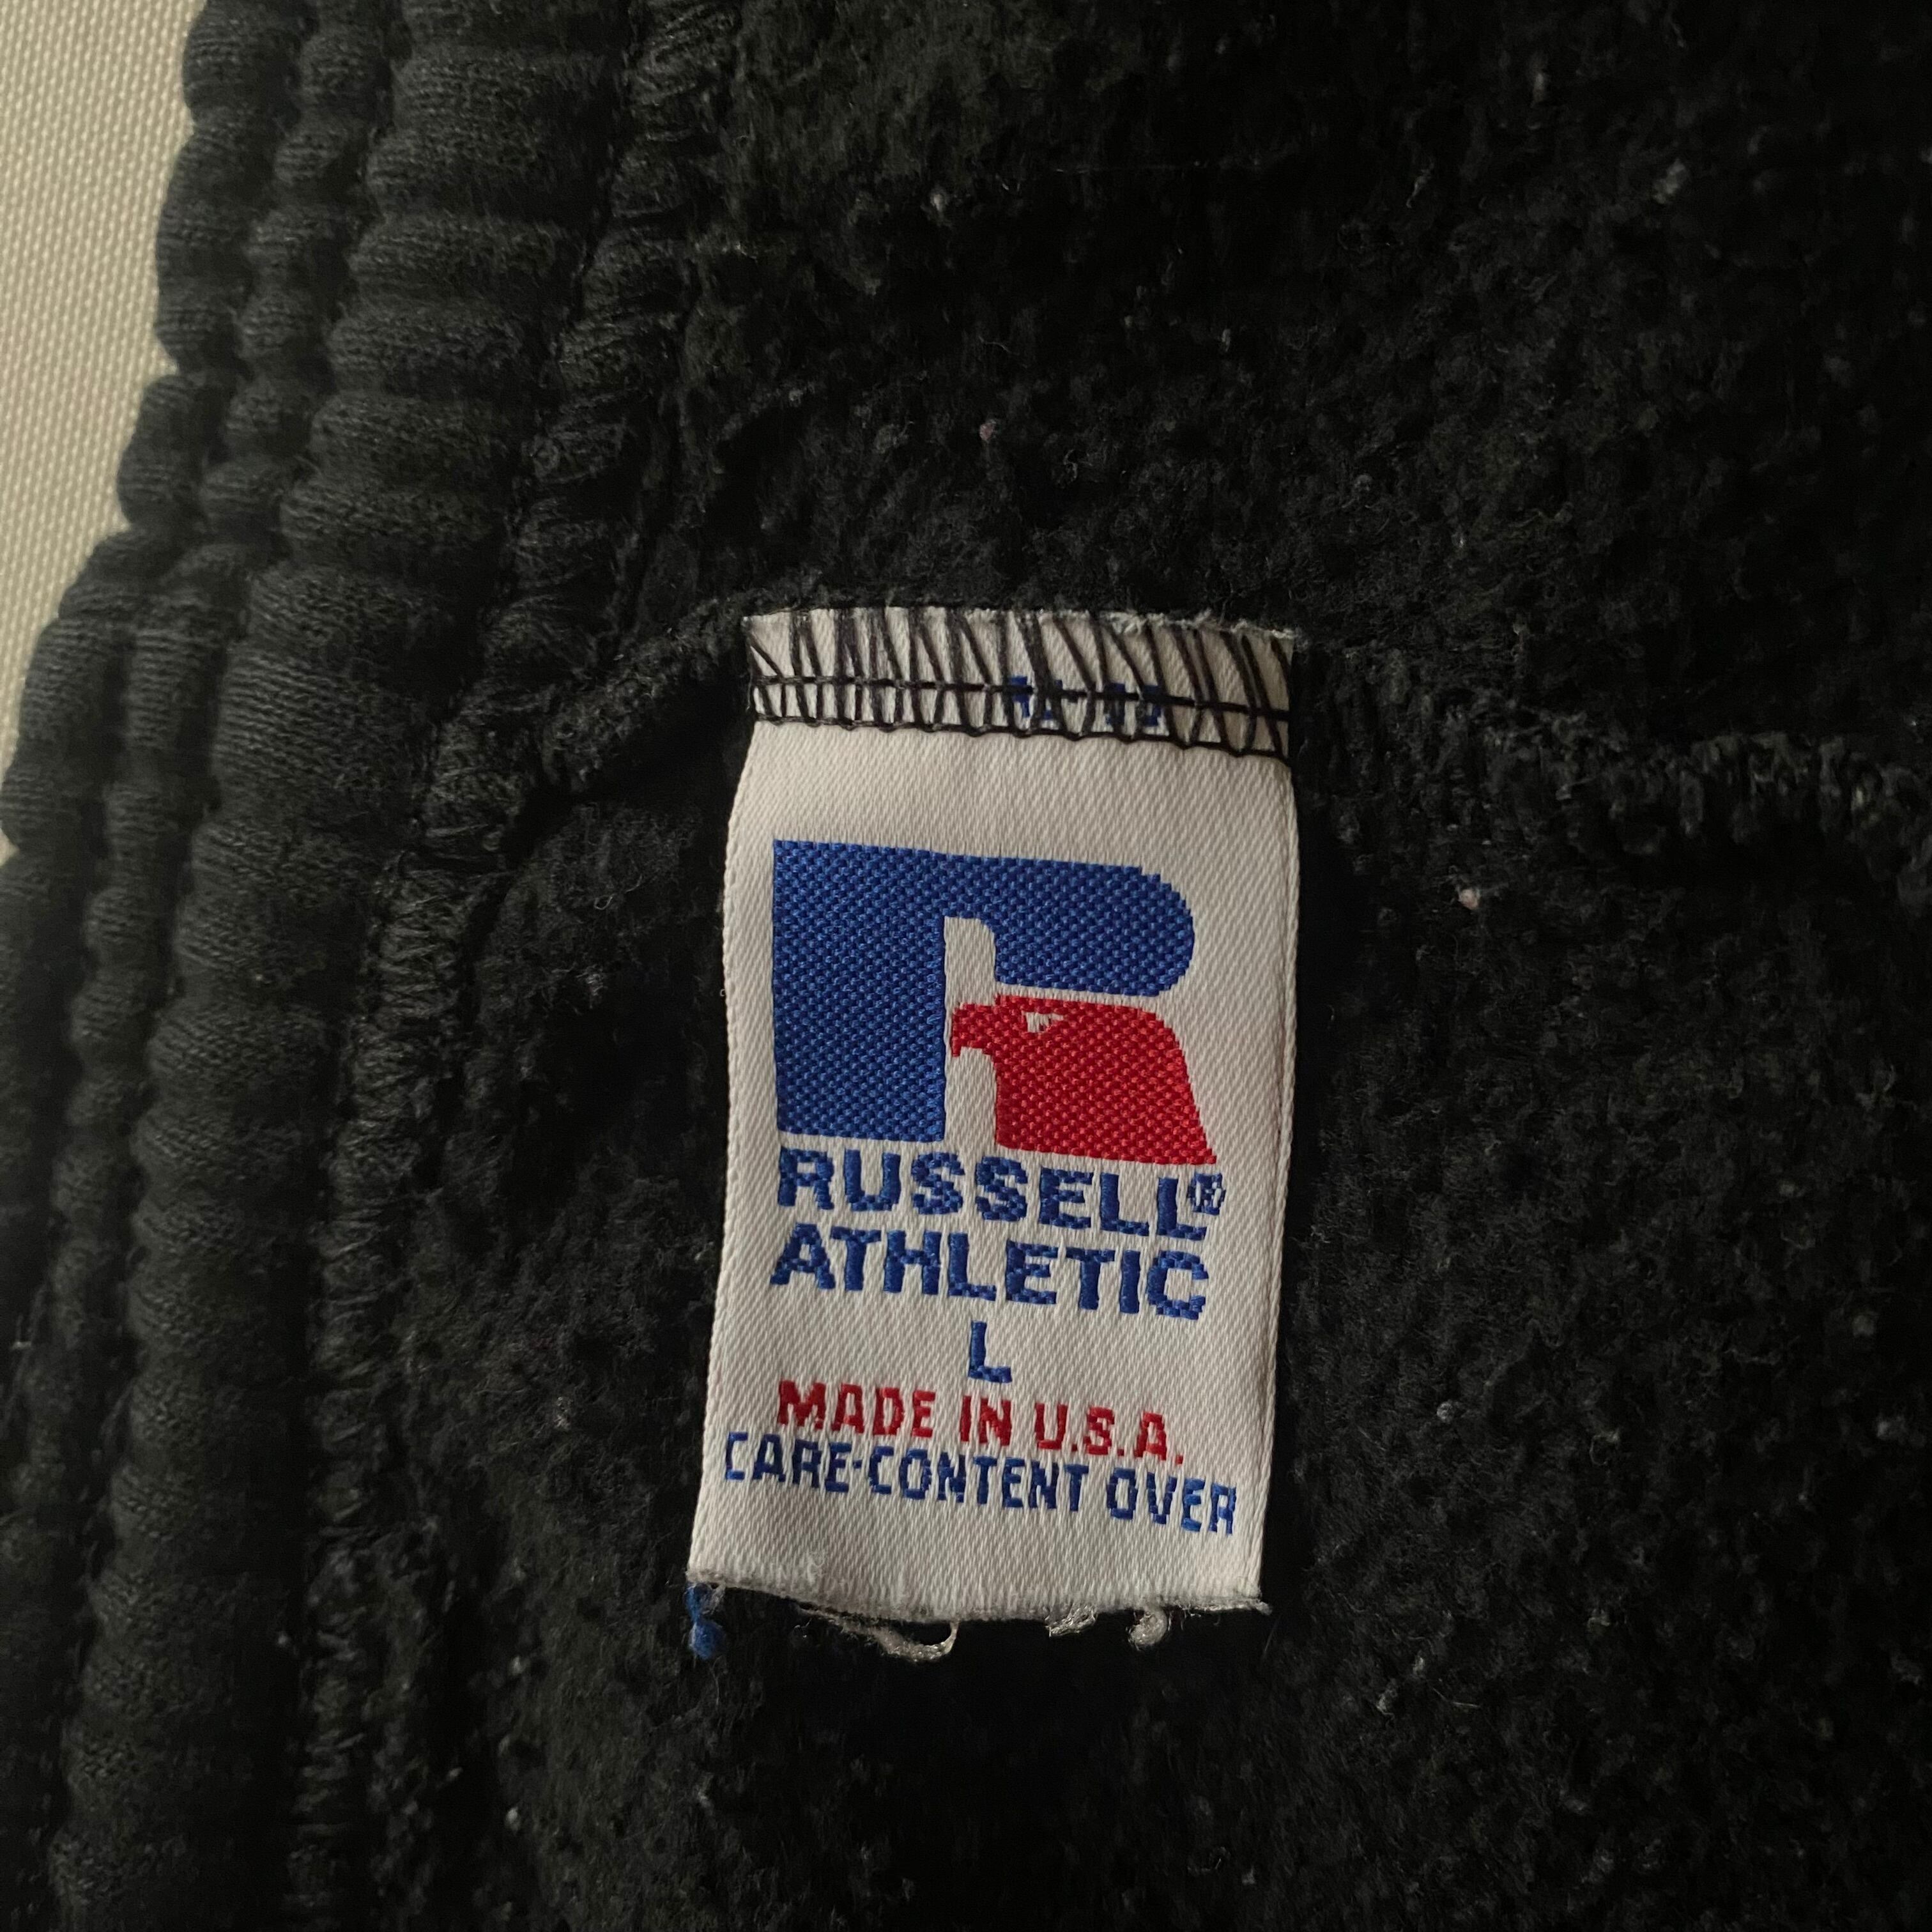 RUSSELL®
ATHLETIC
L
MADE IN U.S.A.
CARE-CONTENT OVER